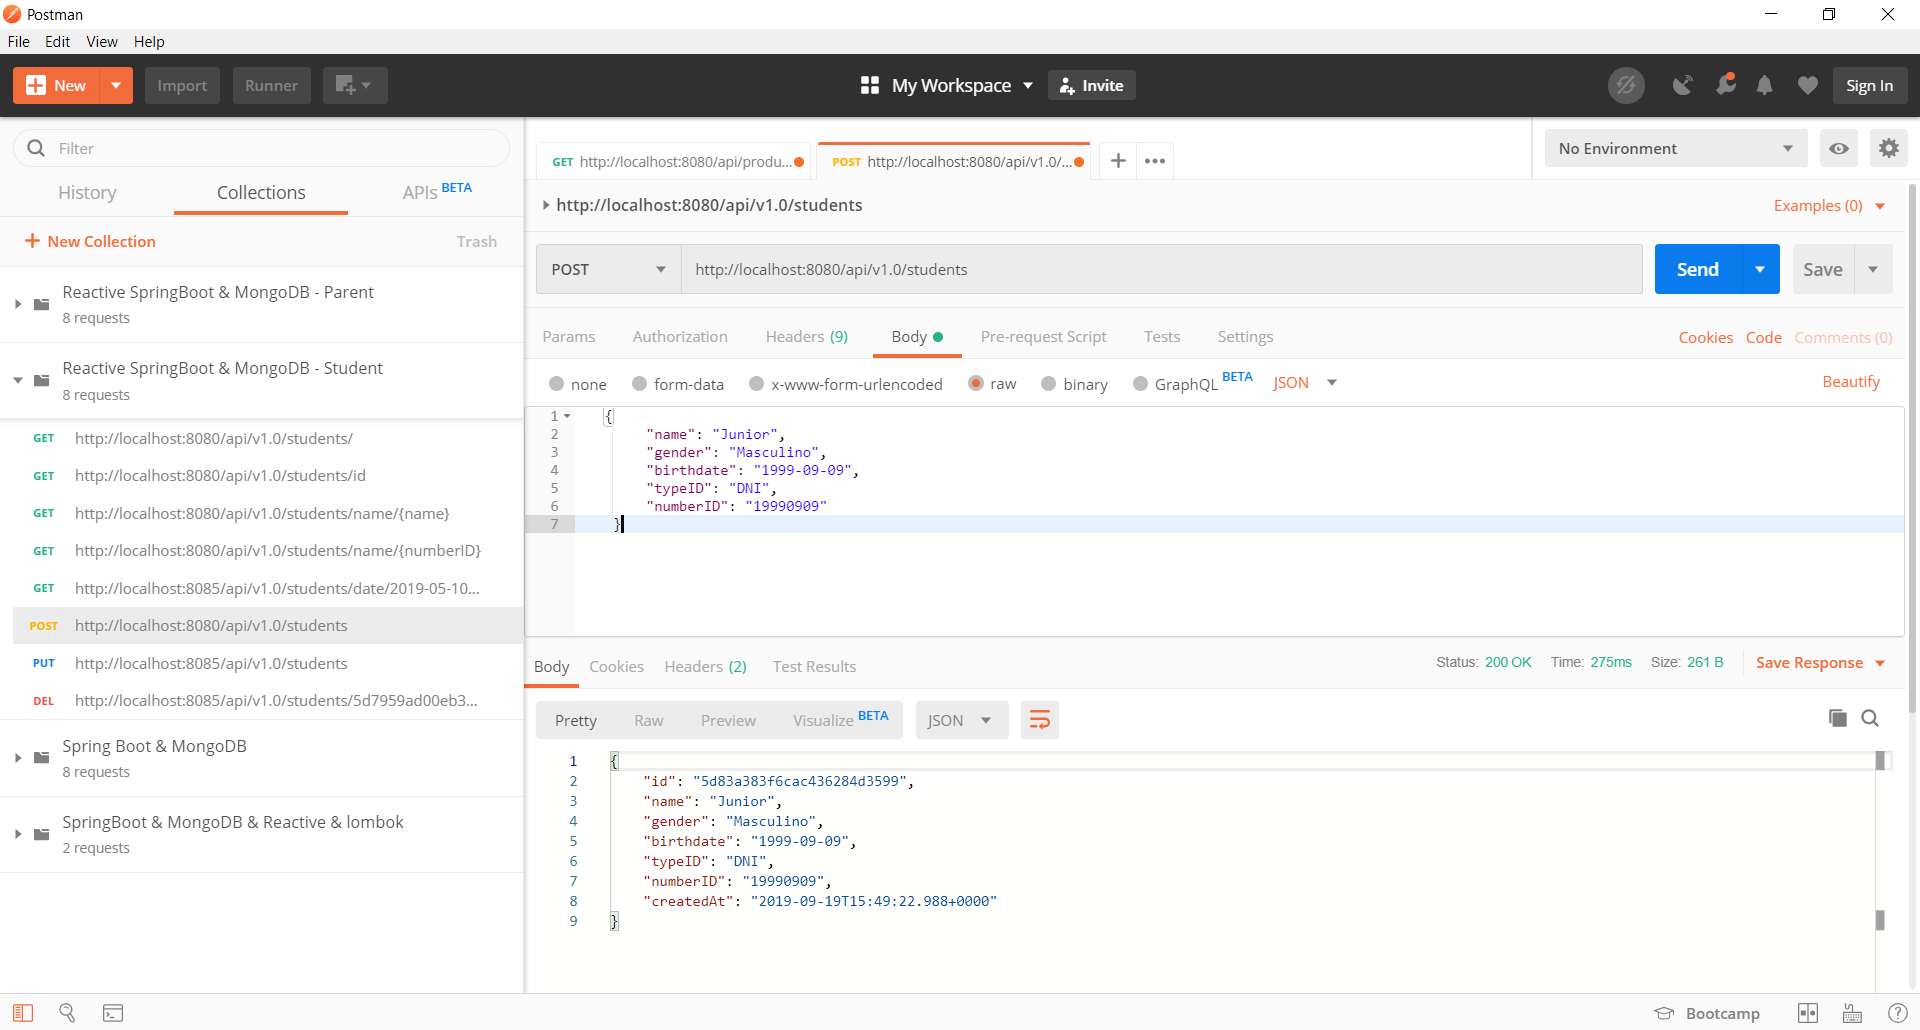 Postman
File Edit View Help
New Import Runner My Workspace Invite Sign In
Filter
History Collections APIs BETA
+ New Collection Trash
Reactive SpringBoot & MongoDB - Parent
8 requests
Reactive SpringBoot & MongoDB - Student
8 requests
GET http://localhost:8080/api/v1.0/students/
GET http://localhost:8080/api/v1.0/students/id
GET http://localhost:8080/api/v1.0/students/name/{name}
GET http://localhost:8080/api/v1.0/students/name/{numberID}
GET http://localhost:8085/api/v1.0/students/date/2019-05-10...
POST http://localhost:8080/api/v1.0/students
PUT http://localhost:8085/api/v1.0/students
DEL http://localhost:8085/api/v1.0/students/5d7959ad00eb3...
Spring Boot & MongoDB
8 requests
SpringBoot & MongoDB & Reactive & lombok
2 requests
GET http://localhost:8080/api/produ... POST http://localhost:8080/api/v1.0/... + ••• No Environment
http://localhost:8080/api/v1.0/students Examples (0)
POST http://localhost:8080/api/v1.0/students Send Save
Params Authorization Headers (9) Body Pre-request Script Tests Settings Cookies Code Comments (0)
none form-data x-www-form-urlencoded raw binary GraphQL BETA JSON Beautify
1 {
2 "name": "Junior",
3 "gender": "Masculino",
4 "birthdate": "1999-09-09",
5 "typeID": "DNI",
6 "numberID": "19990909"
7 }
Body Cookies Headers (2) Test Results Status: 200 OK Time: 275ms Size: 261 B Save Response
Pretty Raw Preview Visualize BETA JSON
1 {
2 "id": "5d83a383f6cac436284d3599",
3 "name": "Junior",
4 "gender": "Masculino",
5 "birthdate": "1999-09-09",
6 "typeID": "DNI",
7 "numberID": "19990909",
8 "createdAt": "2019-09-19T15:49:22.988+0000"
9 }
Bootcamp